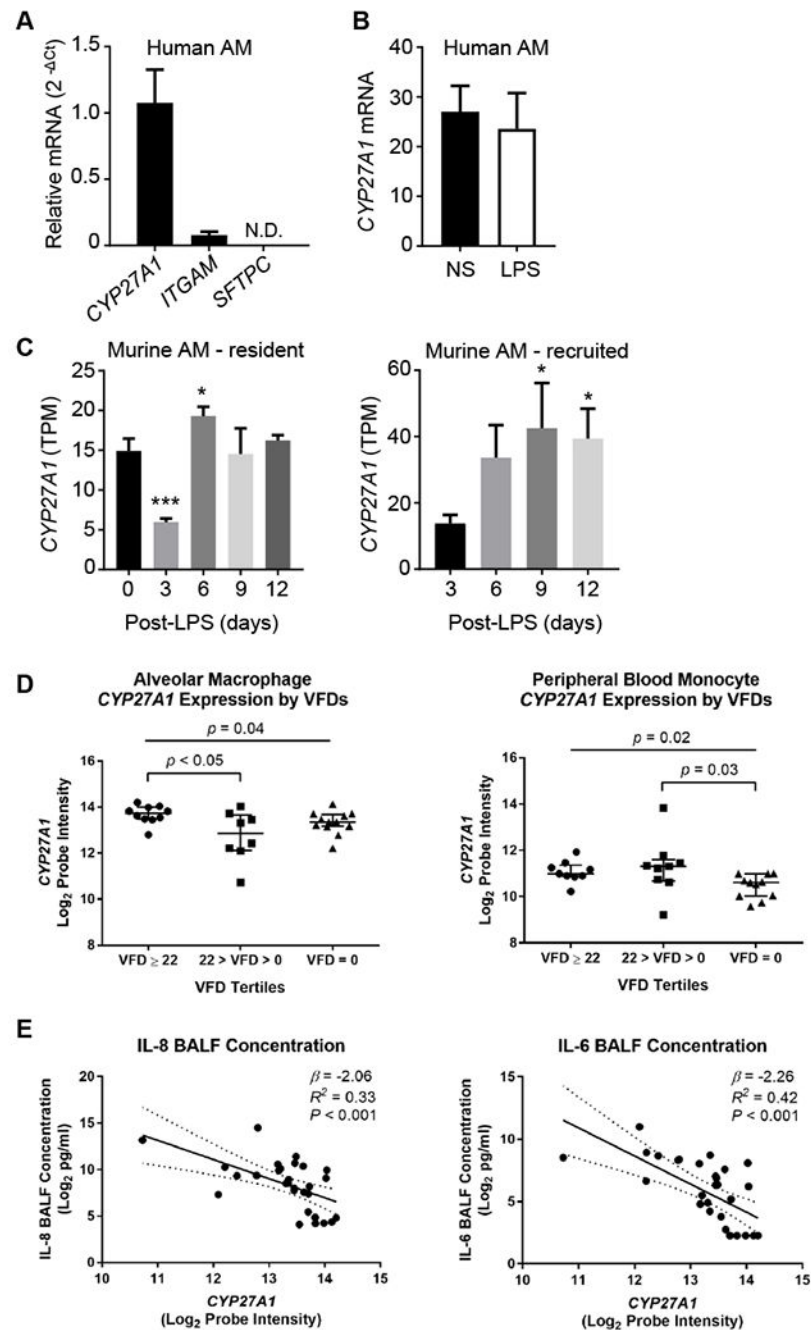 A
Human AM
Relative mRNA (2 -ΔCt)
1.5
1.0
0.5
0
N.D.
CYP27A1
ITGAM
SFTPC
B
Human AM
CYP27A1 mRNA
40
30
20
10
0
NS
LPS
C
Murine AM - resident
CYP27A1 (TPM)
25
20
15
10
5
0
***
*
0 3 6 9 12
Post-LPS (days)
Murine AM - recruited
CYP27A1 (TPM)
60
40
20
0
*
*
3 6 9 12
Post-LPS (days)
D
Alveolar Macrophage
CYP27A1 Expression by VFDs
p = 0.04
p < 0.05
CYP27A1
Log2 Probe Intensity
16
14
12
10
8
VFD ≥ 22
22 > VFD > 0
VFD = 0
VFD Tertiles
Peripheral Blood Monocyte
CYP27A1 Expression by VFDs
p = 0.02
p = 0.03
CYP27A1
Log2 Probe Intensity
16
14
12
10
8
VFD ≥ 22
22 > VFD > 0
VFD = 0
VFD Tertiles
E
IL-8 BALF Concentration
β = -2.06
R2 = 0.33
P < 0.001
IL-8 BALF Concentration
(Log2 pg/ml)
20
15
10
5
0
10 11 12 13 14 15
CYP27A1
(Log2 Probe Intensity)
IL-6 BALF Concentration
β = -2.26
R2 = 0.42
P < 0.001
IL-6 BALF Concentration
(Log2 pg/ml)
15
10
5
0
10 11 12 13 14 15
CYP27A1
(Log2 Probe Intensity)